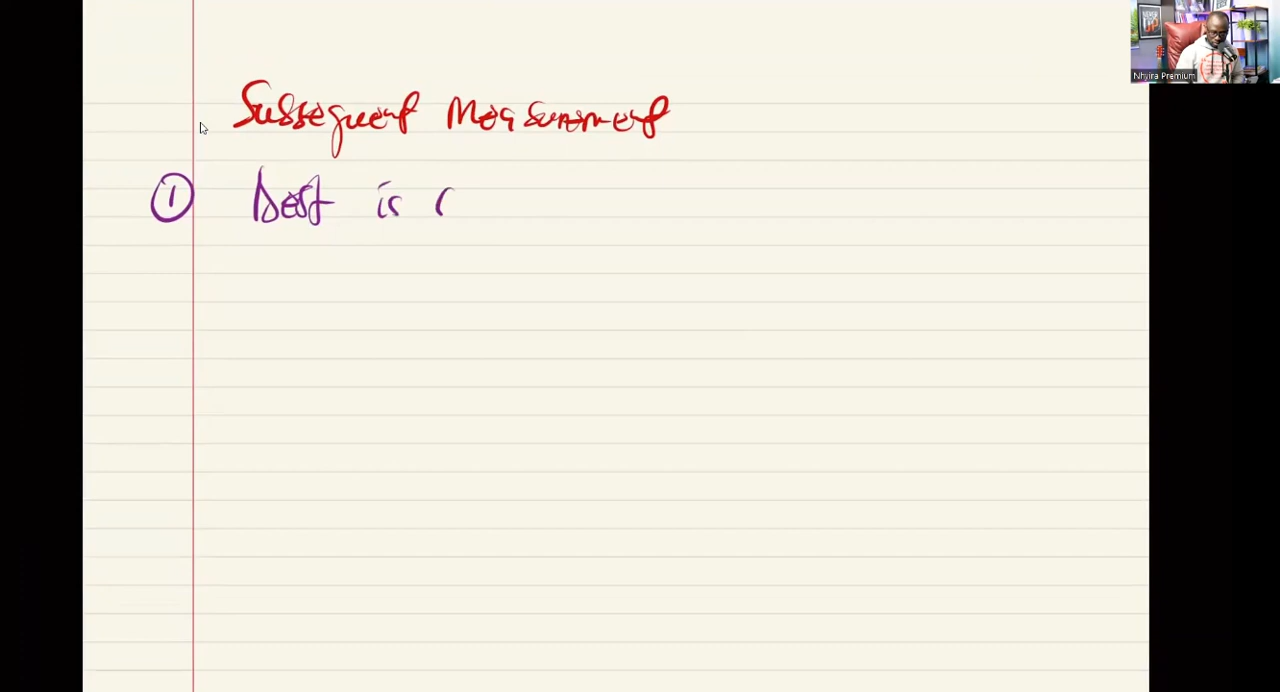 Subsequent Measurement
① Debt is
Nhyira Premium